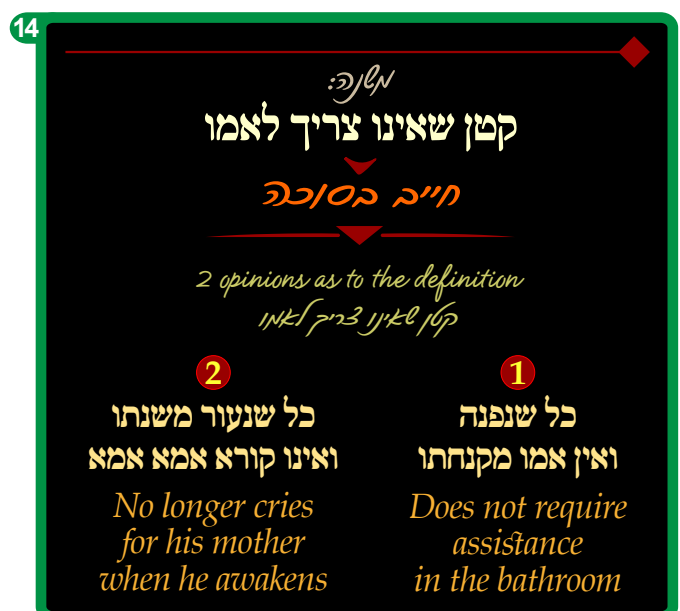 14
משנה:
קטן שאינו צריך לאמו
חייב בסוכה
2 opinions as to the definition
קטן שאינו צריך לאמו
1
כל שנפנה
ואין אמו מקנחתו
Does not require
assistance
in the bathroom
2
כל שנעור משנתו
ואינו קורא אמא אמא
No longer cries
for his mother
when he awakens